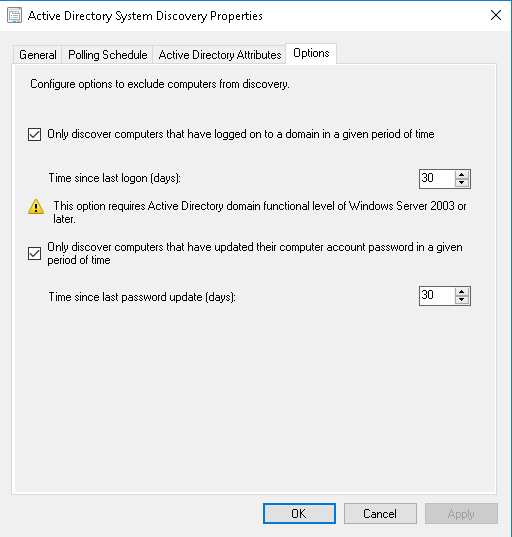 Active Directory System Discovery Properties
General
Polling Schedule
Active Directory Attributes
Options
Configure options to exclude computers from discovery.
Only discover computers that have logged on to a domain in a given period of time
Time since last logon (days):
30
This option requires Active Directory domain functional level of Windows Server 2003 or
later.
Only discover computers that have updated their computer account password in a given
period of time
Time since last password update (days):
30
OK
Cancel
Apply